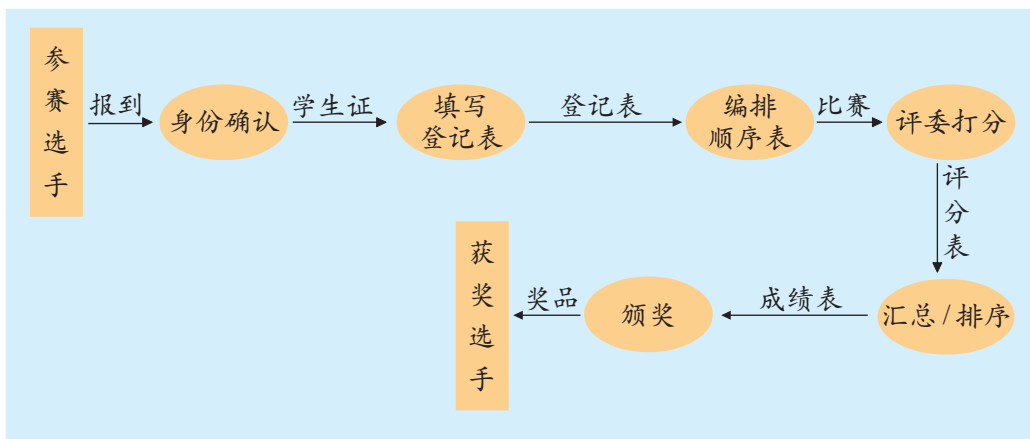 参赛选手
报到
身份确认
学生证
填写
登记表
登记表
编排
顺序表
比赛
评委打分
评分表
汇总/排序
成绩表
颁奖
奖品
获奖选手